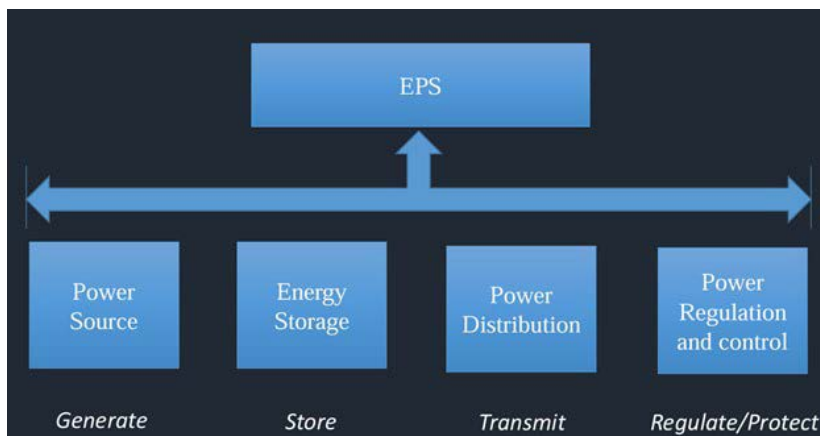 EPS
Power
Source
Energy
Storage
Power
Distribution
Power
Regulation
and control
Generate
Store
Transmit
Regulate/Protect